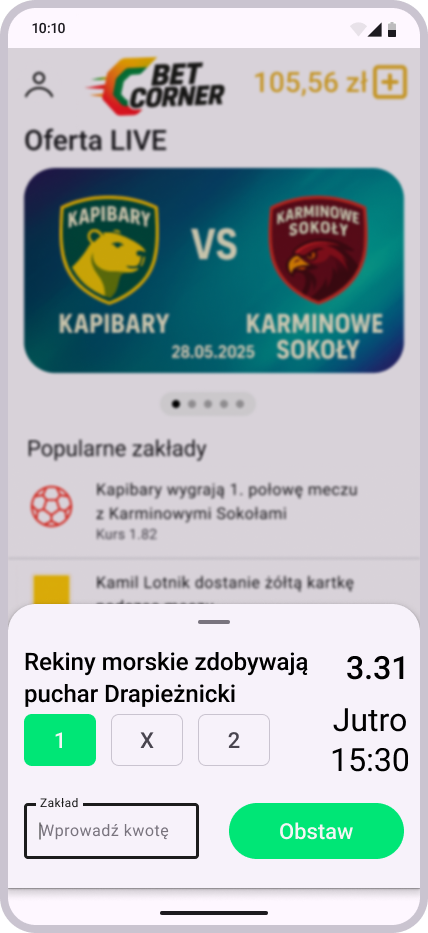 10:10
BET
CORNER
105,56 zł
Oferta LIVE
KAPIBARY
VS
KARMINOWE
SOKOŁY
KAPIBARY
KARMINOWE
SOKOŁY
28.05.2025
Popularne zakłady
Kapibary wygrają 1. połowę meczu
z Karminowymi Sokołami
Kurs 1.82
Kamil Lotnik dostanie żółtą kartkę
podczas meczu
Rekiny morskie zdobywają
puchar Drapieżnicki
3.31
1
X
2
Jutro
15:30
Zakład
Wprowadź kwotę
Obstaw